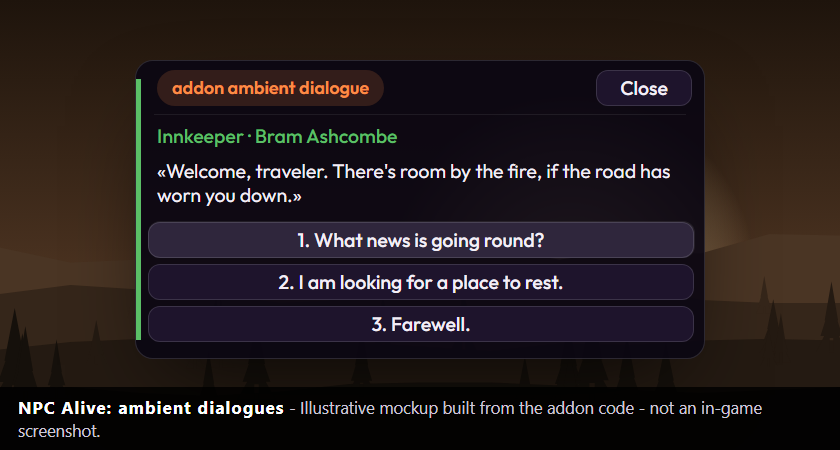 addon ambient dialogue
Close
Innkeeper · Bram Ashcombe
«Welcome, traveler. There's room by the fire, if the road has
worn you down.»
1. What news is going round?
2. I am looking for a place to rest.
3. Farewell.
NPC Alive: ambient dialogues - Illustrative mockup built from the addon code - not an in-game
screenshot.